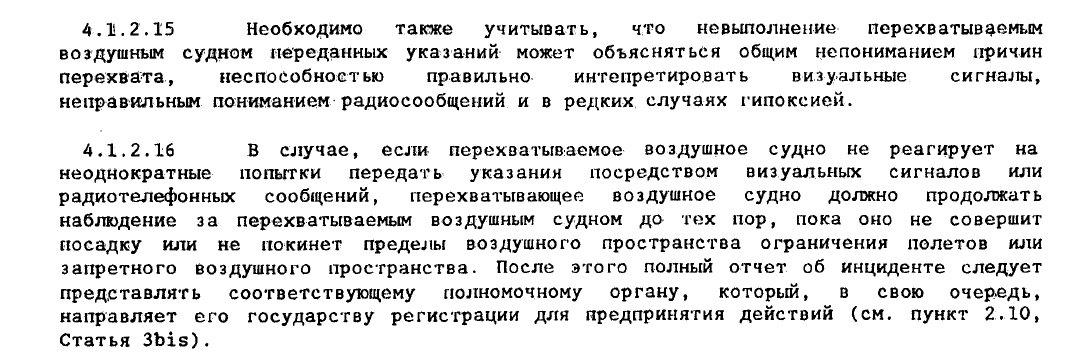 4.1.2.15 Необходимо также учитывать, что невыполнение перехватываемым
воздушным судном переданных указаний может объясняться общим непониманием причин
перехвата, неспособностью правильно интепретировать визуальные сигналы,
неправильным пониманием радиосообщений и в редких случаях гипоксией.
4.1.2.16 В случае, если перехватываемое воздушное судно не реагирует на
неоднократные попытки передать указания посредством визуальных сигналов или
радиотелефонных сообщений, перехватывающее воздушное судно должно продолжать
наблюдение за перехватываемым воздушным судном до тех пор, пока оно не совершит
посадку или не покинет пределы воздушного пространства ограничения полетов или
запретного воздушного пространства. После этого полный отчет об инциденте следует
представлять соответствующему полномочному органу, который, в свою очередь,
направляет его государству регистрации для предпринятия действий (см. пункт 2.10,
Статья 3bis).